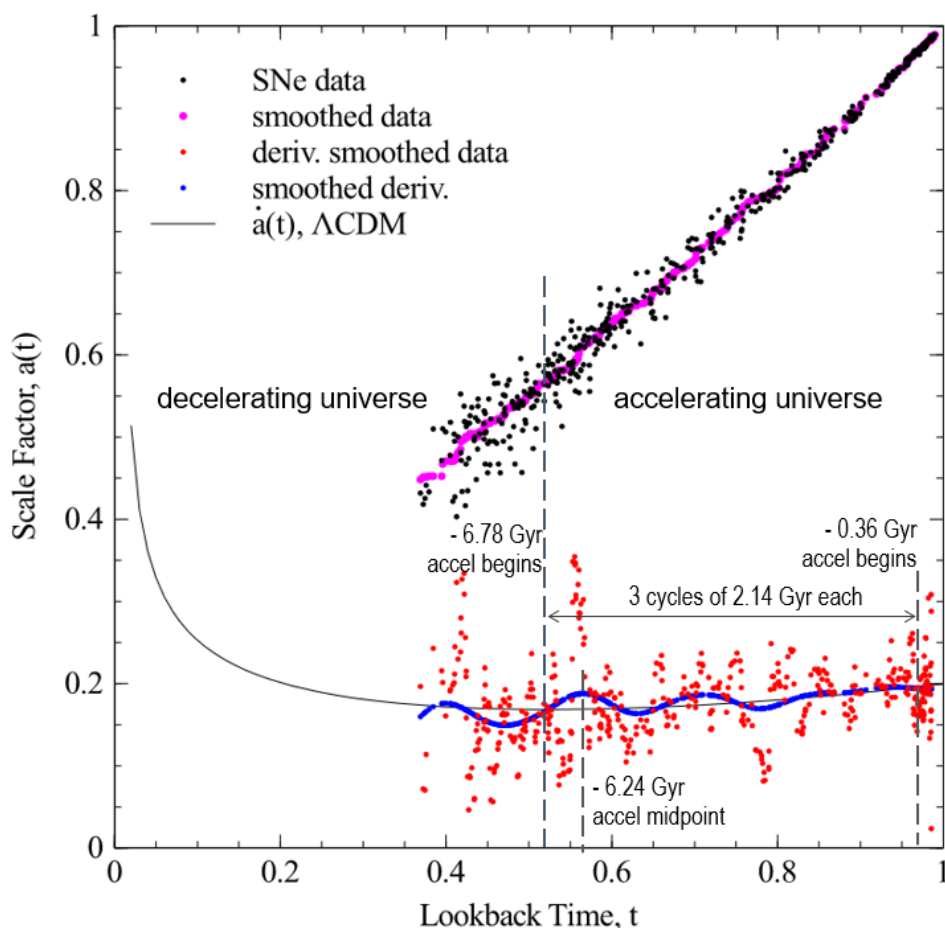 1
0.8
0.6
0.4
0.2
0
Scale Factor, a(t)
SNe data
smoothed data
deriv. smoothed data
smoothed deriv.
ȧ(t), ΛCDM
decelerating universe
accelerating universe
- 6.78 Gyr
accel begins
- 0.36 Gyr
accel begins
3 cycles of 2.14 Gyr each
- 6.24 Gyr
accel midpoint
0
0.2
0.4
0.6
0.8
1
Lookback Time, t